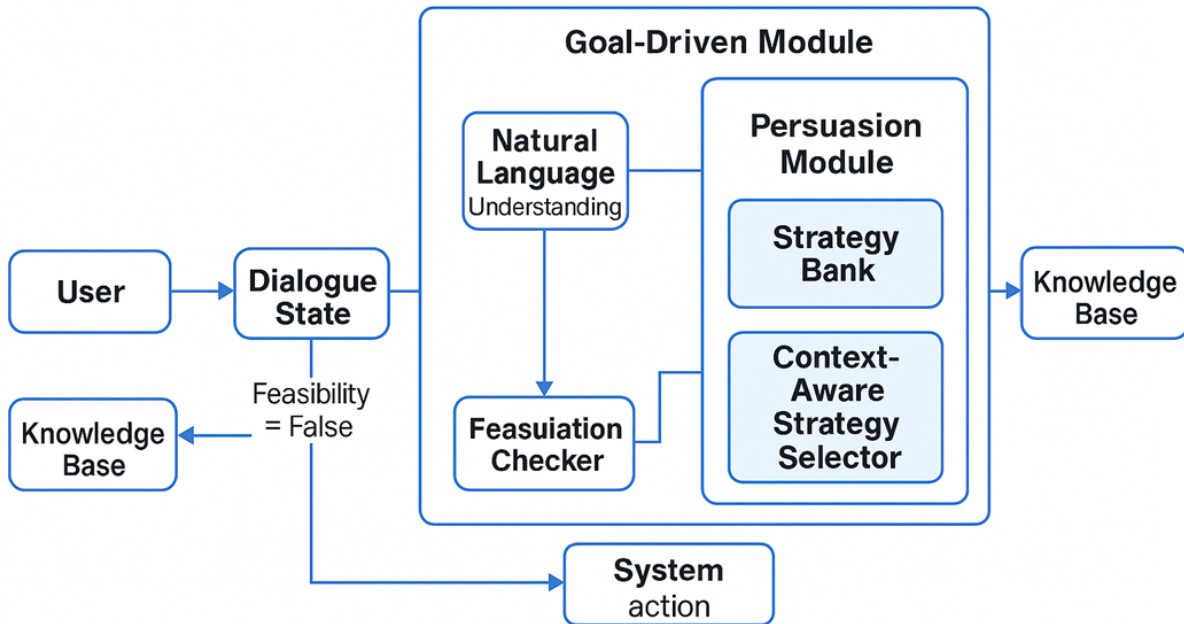 Goal-Driven Module
Natural
Language
Understanding
Persuasion
Module
Strategy
Bank
User
Dialogue
State
Knowledge
Base
Feasibility
= False
Knowledge
Base
Feasuiation
Checker
Context-
Aware
Strategy
Selector
System
action